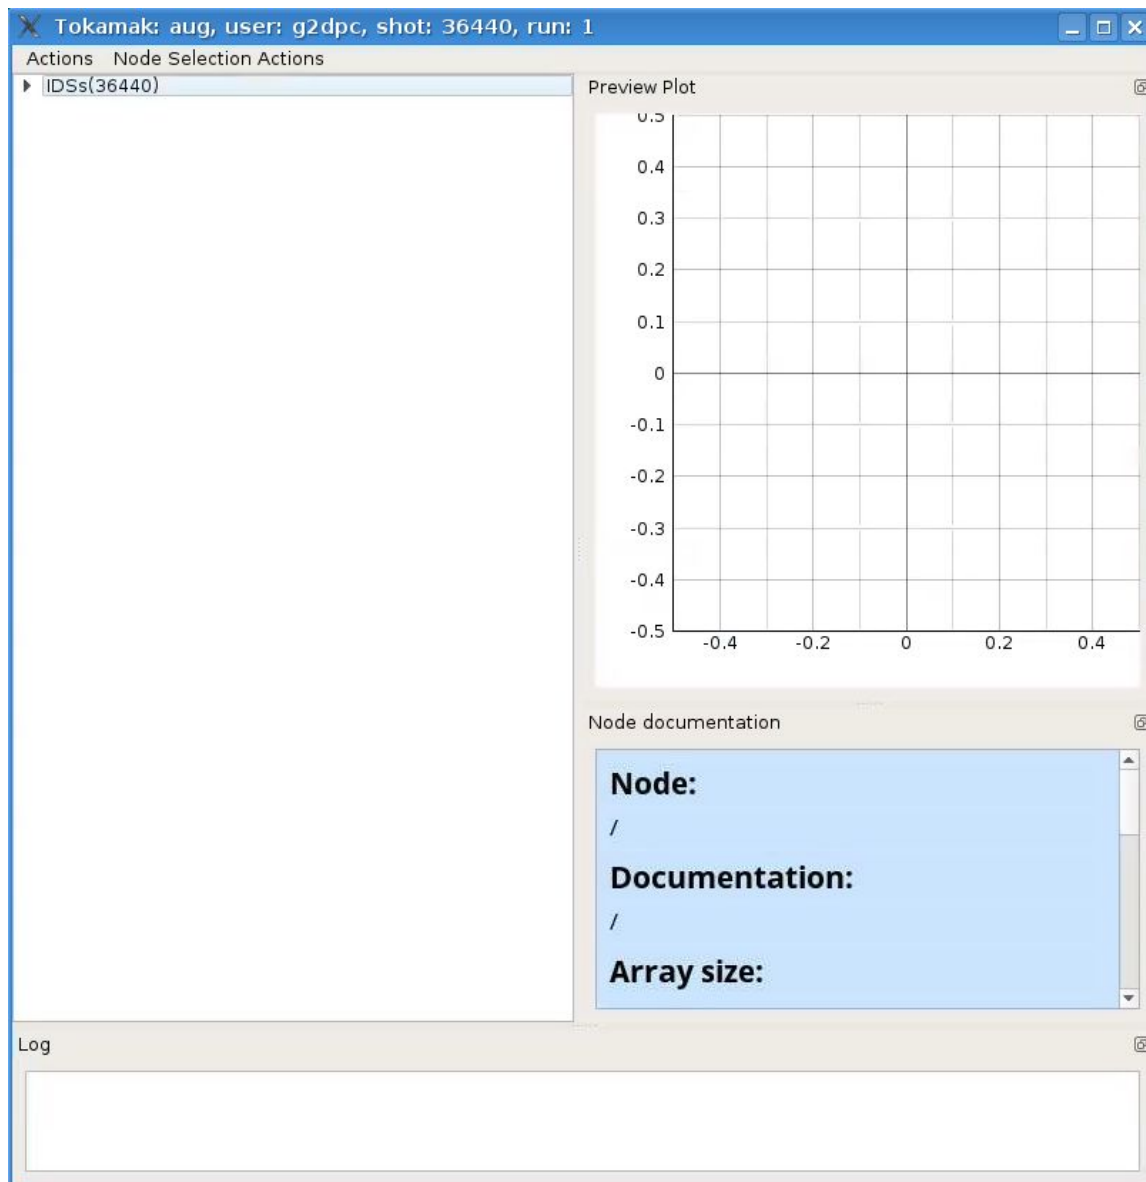 Tokamak: aug, user: g2dpc, shot: 36440, run: 1
Actions Node Selection Actions
IDSs(36440)
Preview Plot
0.5
0.4
0.3
0.2
0.1
0
-0.1
-0.2
-0.3
-0.4
-0.5
-0.4 -0.2 0 0.2 0.4
Node documentation
Node:
/
Documentation:
/
Array size:
Log